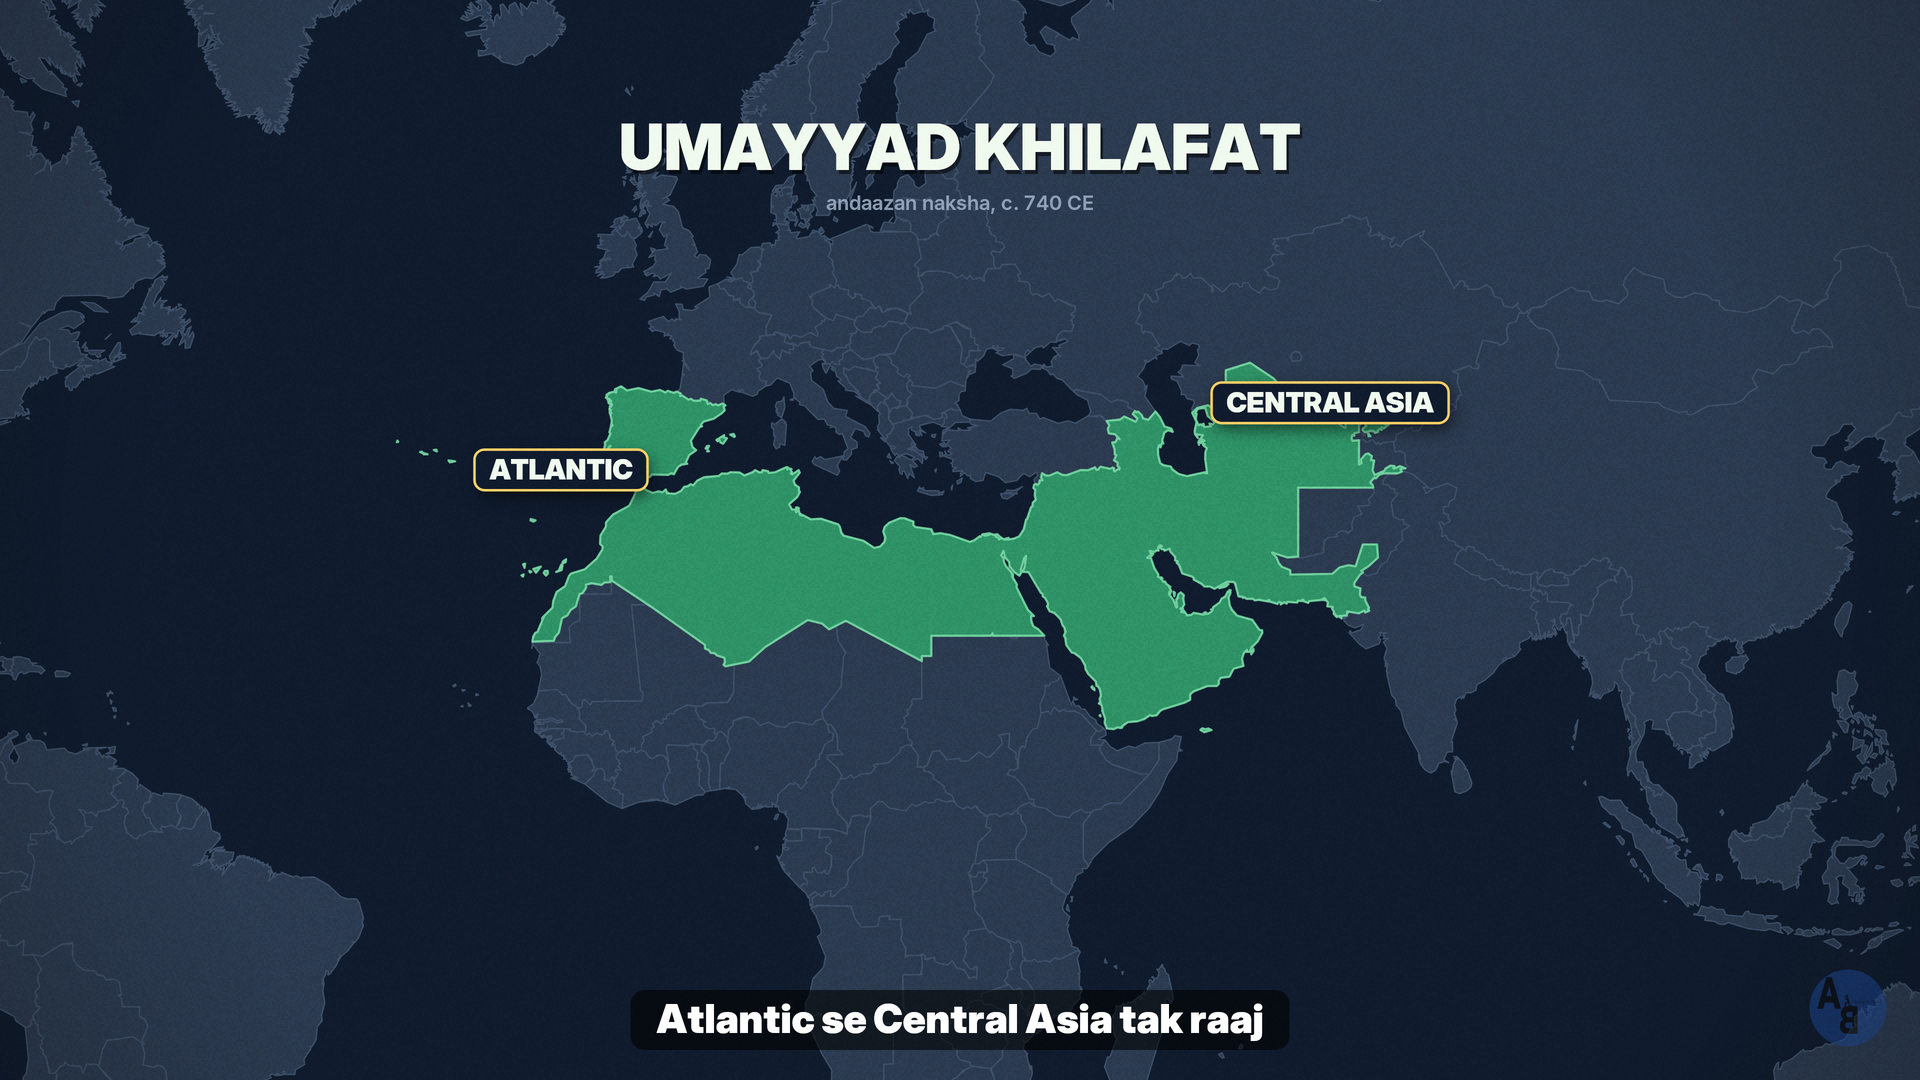 UMAYYAD KHILAFAT
andaazan naksha, c. 740 CE
CENTRAL ASIA
ATLANTIC
Atlantic se Central Asia tak raaj